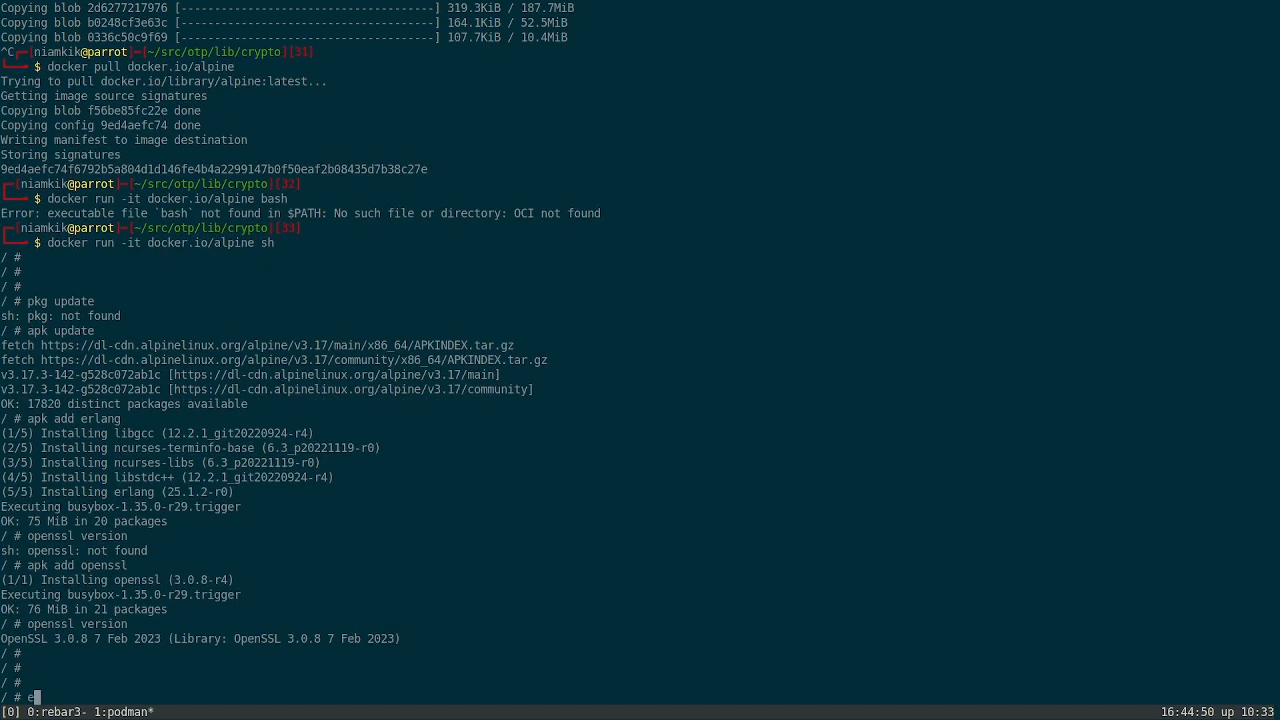 Copying blob 2d6277217976 [--------------------------------------] 319.3KiB / 187.7MiB
Copying blob b0248cf3e63c [--------------------------------------] 164.1KiB / 52.5MiB
Copying blob 0336c50c9f69 [--------------------------------------] 107.7KiB / 10.4MiB
^C┌─[niamkik@parrot]─[~/src/otp/lib/crypto][31]
└──╼ $ docker pull docker.io/alpine
Trying to pull docker.io/library/alpine:latest...
Getting image source signatures
Copying blob f56be85fc22e done
Copying config 9ed4aefc74 done
Writing manifest to image destination
Storing signatures
9ed4aefc74f6792b5a804d1d146fe4b4a2299147b0f50eaf2b08435d7b38c27e
┌─[niamkik@parrot]─[~/src/otp/lib/crypto][32]
└──╼ $ docker run -it docker.io/alpine bash
Error: executable file `bash` not found in $PATH: No such file or directory: OCI not found
┌─[niamkik@parrot]─[~/src/otp/lib/crypto][33]
└──╼ $ docker run -it docker.io/alpine sh
/ #
/ #
/ #
/ # pkg update
sh: pkg: not found
/ # apk update
fetch https://dl-cdn.alpinelinux.org/alpine/v3.17/main/x86_64/APKINDEX.tar.gz
fetch https://dl-cdn.alpinelinux.org/alpine/v3.17/community/x86_64/APKINDEX.tar.gz
v3.17.3-142-g528c072ab1c [https://dl-cdn.alpinelinux.org/alpine/v3.17/main]
v3.17.3-142-g528c072ab1c [https://dl-cdn.alpinelinux.org/alpine/v3.17/community]
OK: 17820 distinct packages available
/ # apk add erlang
(1/5) Installing libgcc (12.2.1_git20220924-r4)
(2/5) Installing ncurses-terminfo-base (6.3_p20221119-r0)
(3/5) Installing ncurses-libs (6.3_p20221119-r0)
(4/5) Installing libstdc++ (12.2.1_git20220924-r4)
(5/5) Installing erlang (25.1.2-r0)
Executing busybox-1.35.0-r29.trigger
OK: 75 MiB in 20 packages
/ # openssl version
sh: openssl: not found
/ # apk add openssl
(1/1) Installing openssl (3.0.8-r4)
Executing busybox-1.35.0-r29.trigger
OK: 76 MiB in 21 packages
/ # openssl version
OpenSSL 3.0.8 7 Feb 2023 (Library: OpenSSL 3.0.8 7 Feb 2023)
/ #
/ #
/ #
/ # e
[0] 0:rebar3- 1:podman* 16:44:50 up 10:33